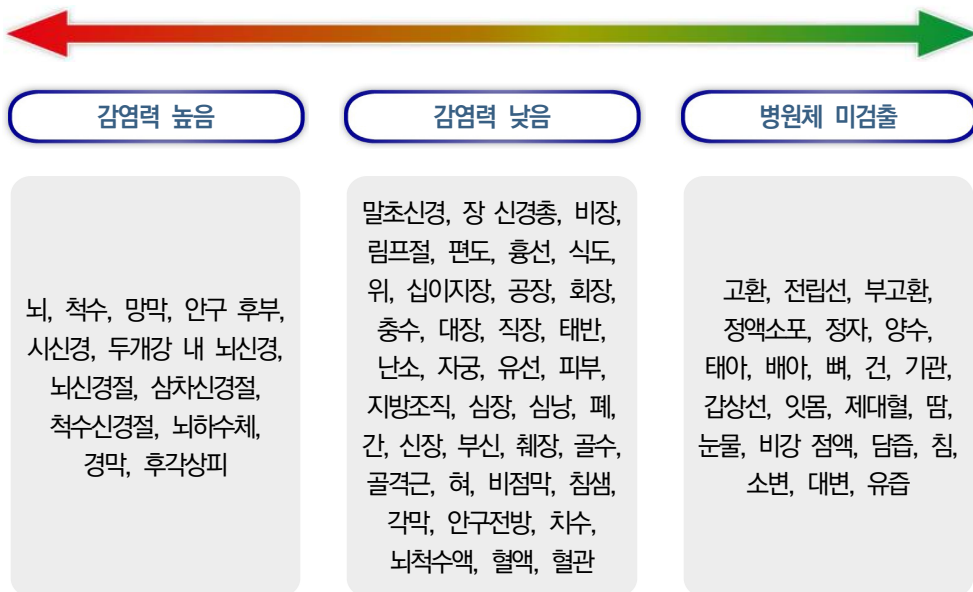 감염력 높음
뇌, 척수, 망막, 안구 후부,
시신경, 두개강 내 뇌신경,
뇌신경절, 삼차신경절,
척수신경절, 뇌하수체,
경막, 후각상피
감염력 낮음
말초신경, 장 신경총, 비장,
림프절, 편도, 흉선, 식도,
위, 십이지장, 공장, 회장,
충수, 대장, 직장, 태반,
난소, 자궁, 유선, 피부,
지방조직, 심장, 심낭, 폐,
간, 신장, 부신, 췌장, 골수,
골격근, 혀, 비점막, 침샘,
각막, 안구전방, 치수,
뇌척수액, 혈액, 혈관
병원체 미검출
고환, 전립선, 부고환,
정액소포, 정자, 양수,
태아, 배아, 뼈, 건, 기관,
갑상선, 잇몸, 제대혈, 땀,
눈물, 비강 점액, 담즙, 침,
소변, 대변, 유즙